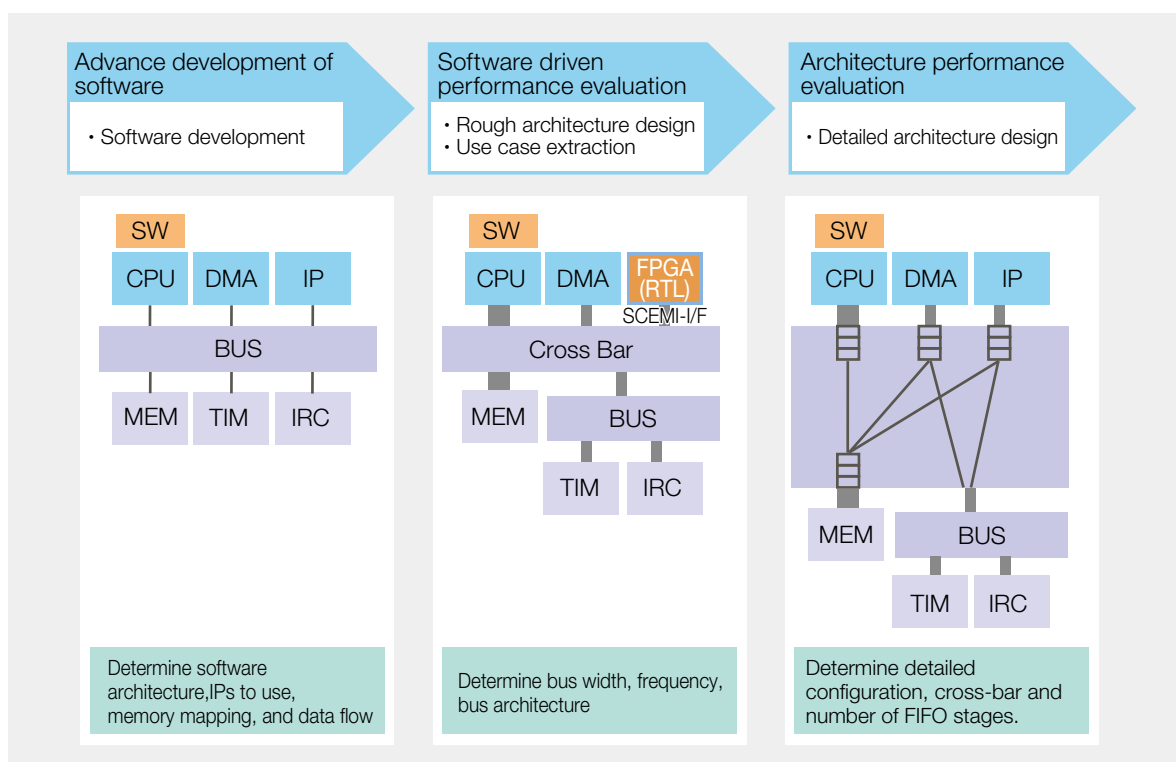 Advance development of
software
・Software development
Software driven
performance evaluation
・Rough architecture design
・Use case extraction
Architecture performance
evaluation
・Detailed architecture design
SW
CPU
DMA
IP
BUS
MEM
TIM
IRC
Determine software
architecture,IPs to use,
memory mapping, and data flow
SW
CPU
DMA
FPGA
(RTL)
SCEMI-I/F
Cross Bar
MEM
BUS
TIM
IRC
Determine bus width, frequency,
bus architecture
SW
CPU
DMA
IP
MEM
BUS
TIM
IRC
Determine detailed
configuration, cross-bar and
number of FIFO stages.